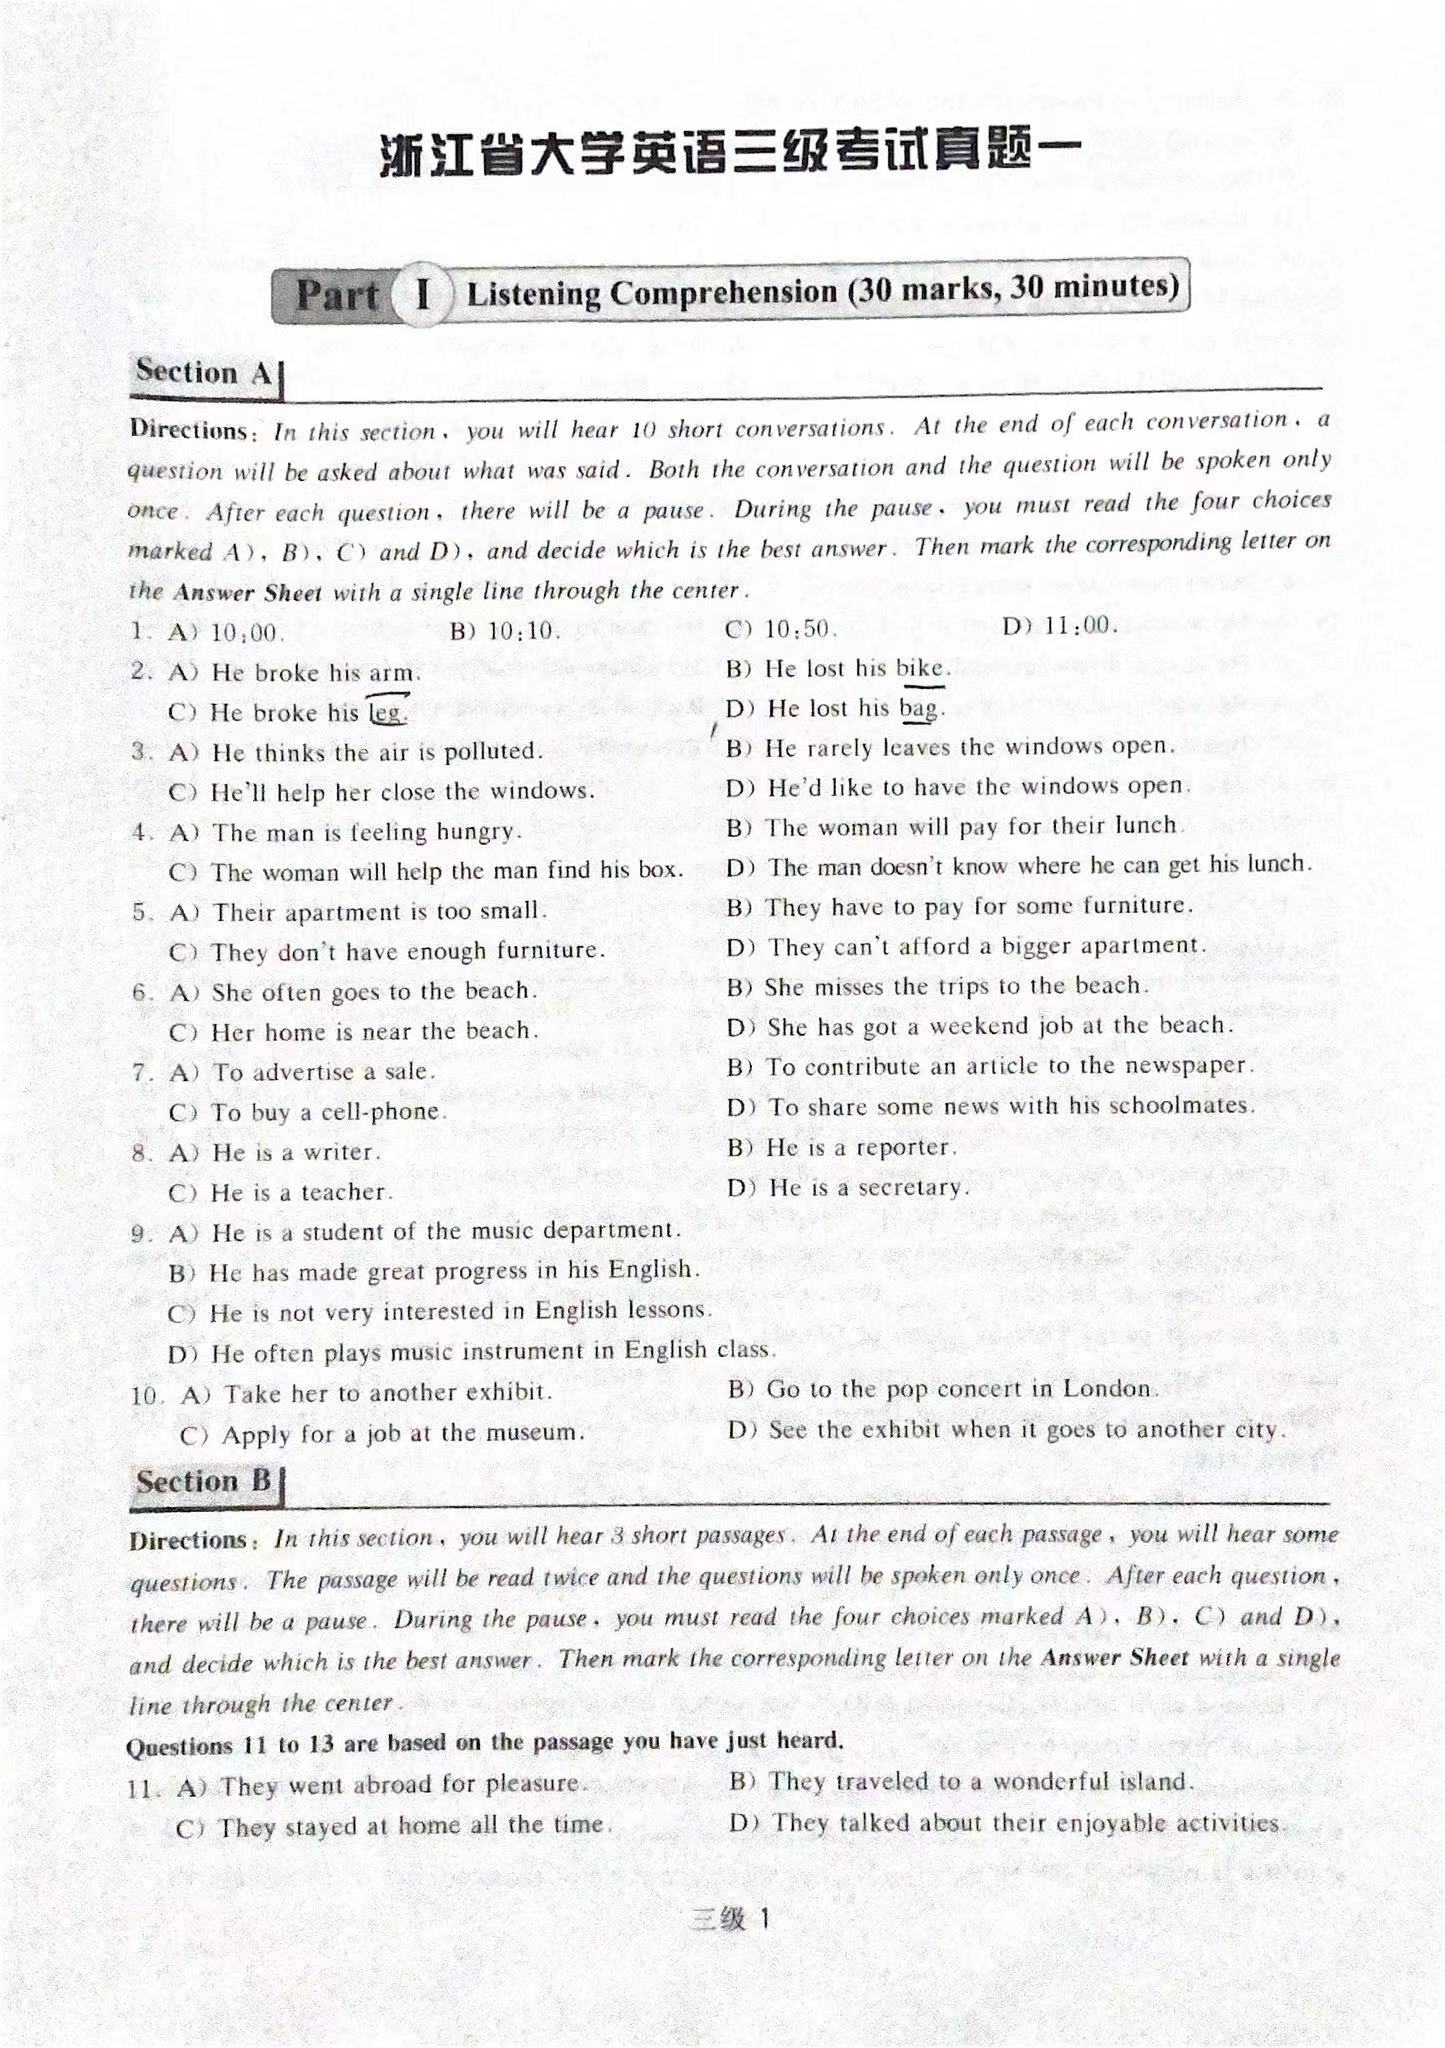 浙江省大学英语三级考试真题一
Part I Listening Comprehension (30 marks, 30 minutes)
Section A
Directions: In this section, you will hear 10 short conversations. At the end of each conversation, a
question will be asked about what was said. Both the conversation and the question will be spoken only
once. After each question, there will be a pause. During the pause, you must read the four choices
marked A), B), C) and D), and decide which is the best answer. Then mark the corresponding letter on
the Answer Sheet with a single line through the center.
1. A) 10:00. B) 10:10. C) 10:50. D) 11:00.
2. A) He broke his arm. B) He lost his bike.
C) He broke his leg. D) He lost his bag.
3. A) He thinks the air is polluted. B) He rarely leaves the windows open.
C) He'll help her close the windows. D) He'd like to have the windows open.
4. A) The man is feeling hungry. B) The woman will pay for their lunch.
C) The woman will help the man find his box. D) The man doesn't know where he can get his lunch.
5. A) Their apartment is too small. B) They have to pay for some furniture.
C) They don't have enough furniture. D) They can't afford a bigger apartment.
6. A) She often goes to the beach. B) She misses the trips to the beach.
C) Her home is near the beach. D) She has got a weekend job at the beach.
7. A) To advertise a sale. B) To contribute an article to the newspaper.
C) To buy a cell-phone. D) To share some news with his schoolmates.
8. A) He is a writer. B) He is a reporter.
C) He is a teacher. D) He is a secretary.
9. A) He is a student of the music department.
B) He has made great progress in his English.
C) He is not very interested in English lessons.
D) He often plays music instrument in English class.
10. A) Take her to another exhibit. B) Go to the pop concert in London.
C) Apply for a job at the museum. D) See the exhibit when it goes to another city.
Section B
Directions: In this section, you will hear 3 short passages. At the end of each passage, you will hear some
questions. The passage will be read twice and the questions will be spoken only once. After each question,
there will be a pause. During the pause, you must read the four choices marked A), B), C) and D),
and decide which is the best answer. Then mark the corresponding letter on the Answer Sheet with a single
line through the center.
Questions 11 to 13 are based on the passage you have just heard.
11. A) They went abroad for pleasure. B) They traveled to a wonderful island.
C) They stayed at home all the time. D) They talked about their enjoyable activities.
三级 1